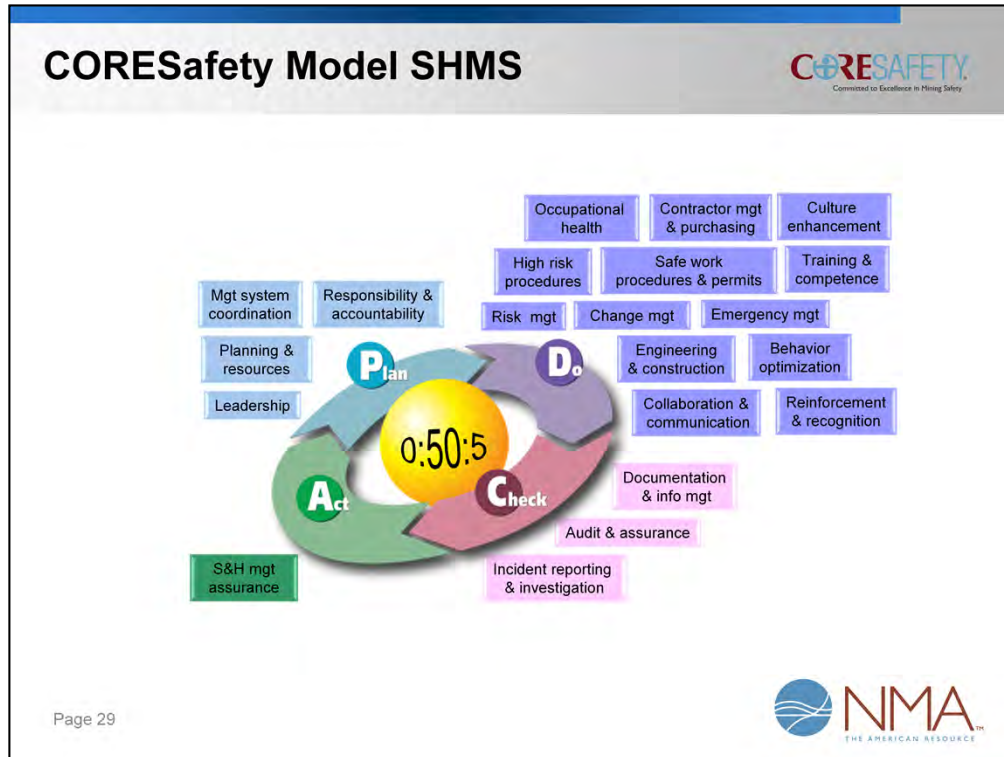 CORESafety Model SHMS
CORESAFETY
Committed to Excellence in Mining Safety
Occupational
health
Contractor mgt
& purchasing
Culture
enhancement
High risk
procedures
Safe work
procedures & permits
Training &
competence
Mgt system
coordination
Responsibility &
accountability
Risk mgt
Change mgt
Emergency mgt
Planning &
resources
Plan
Do
Engineering
& construction
Behavior
optimization
Leadership
Collaboration &
communication
Reinforcement
& recognition
0:50:5
Act
Check
Documentation
& info mgt
Audit & assurance
S&H mgt
assurance
Incident reporting
& investigation
Page 29
NMA™
THE AMERICAN RESOURCE